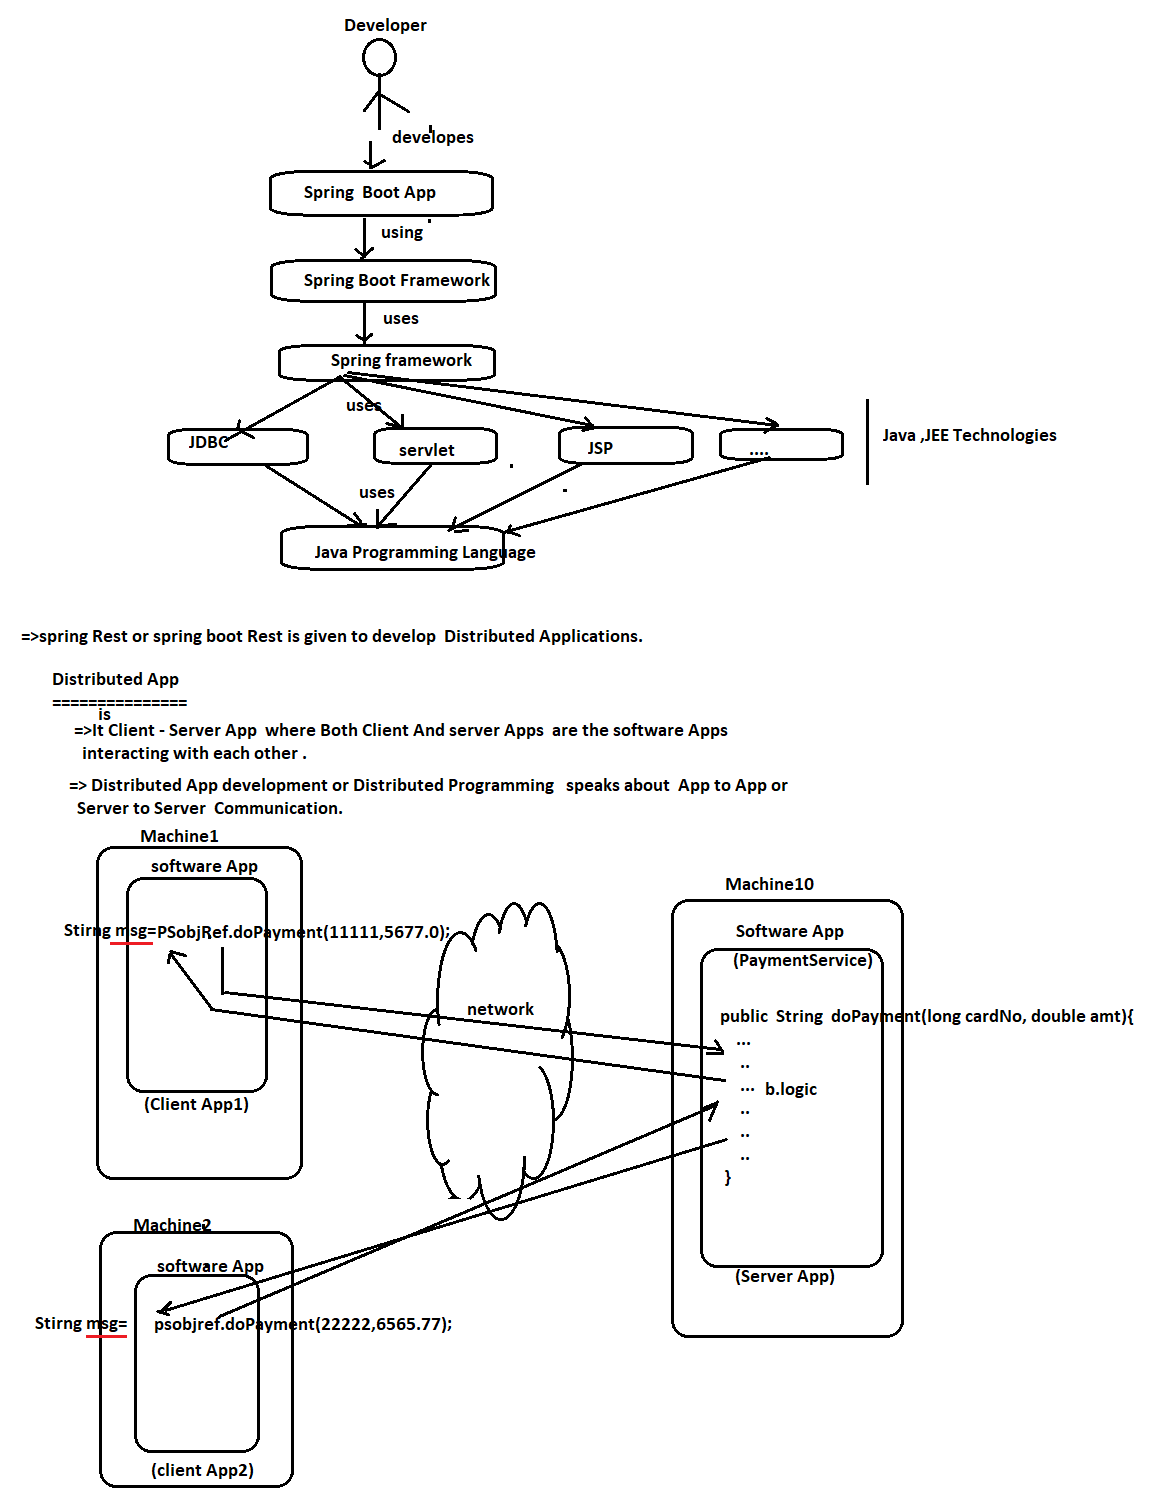 Developer
developes
Spring Boot App
using
Spring Boot Framework
uses
Spring framework
uses
JDBC
servlet
JSP
....
Java ,JEE Technologies
uses
Java Programming Language
=>spring Rest or spring boot Rest is given to develop Distributed Applications.
Distributed App
===============
is
=>It Client - Server App where Both Client And server Apps are the software Apps
interacting with each other .
=> Distributed App development or Distributed Programming speaks about App to App or
Server to Server Communication.
Machine1
software App
Stirng msg=PSobjRef.doPayment(11111,5677.0);
(Client App1)
network
Machine10
Software App
(PaymentService)
public String doPayment(long cardNo, double amt){
...
..
... b.logic
..
..
..
}
(Server App)
Machine2
software App
Stirng msg= psobjref.doPayment(22222,6565.77);
(client App2)